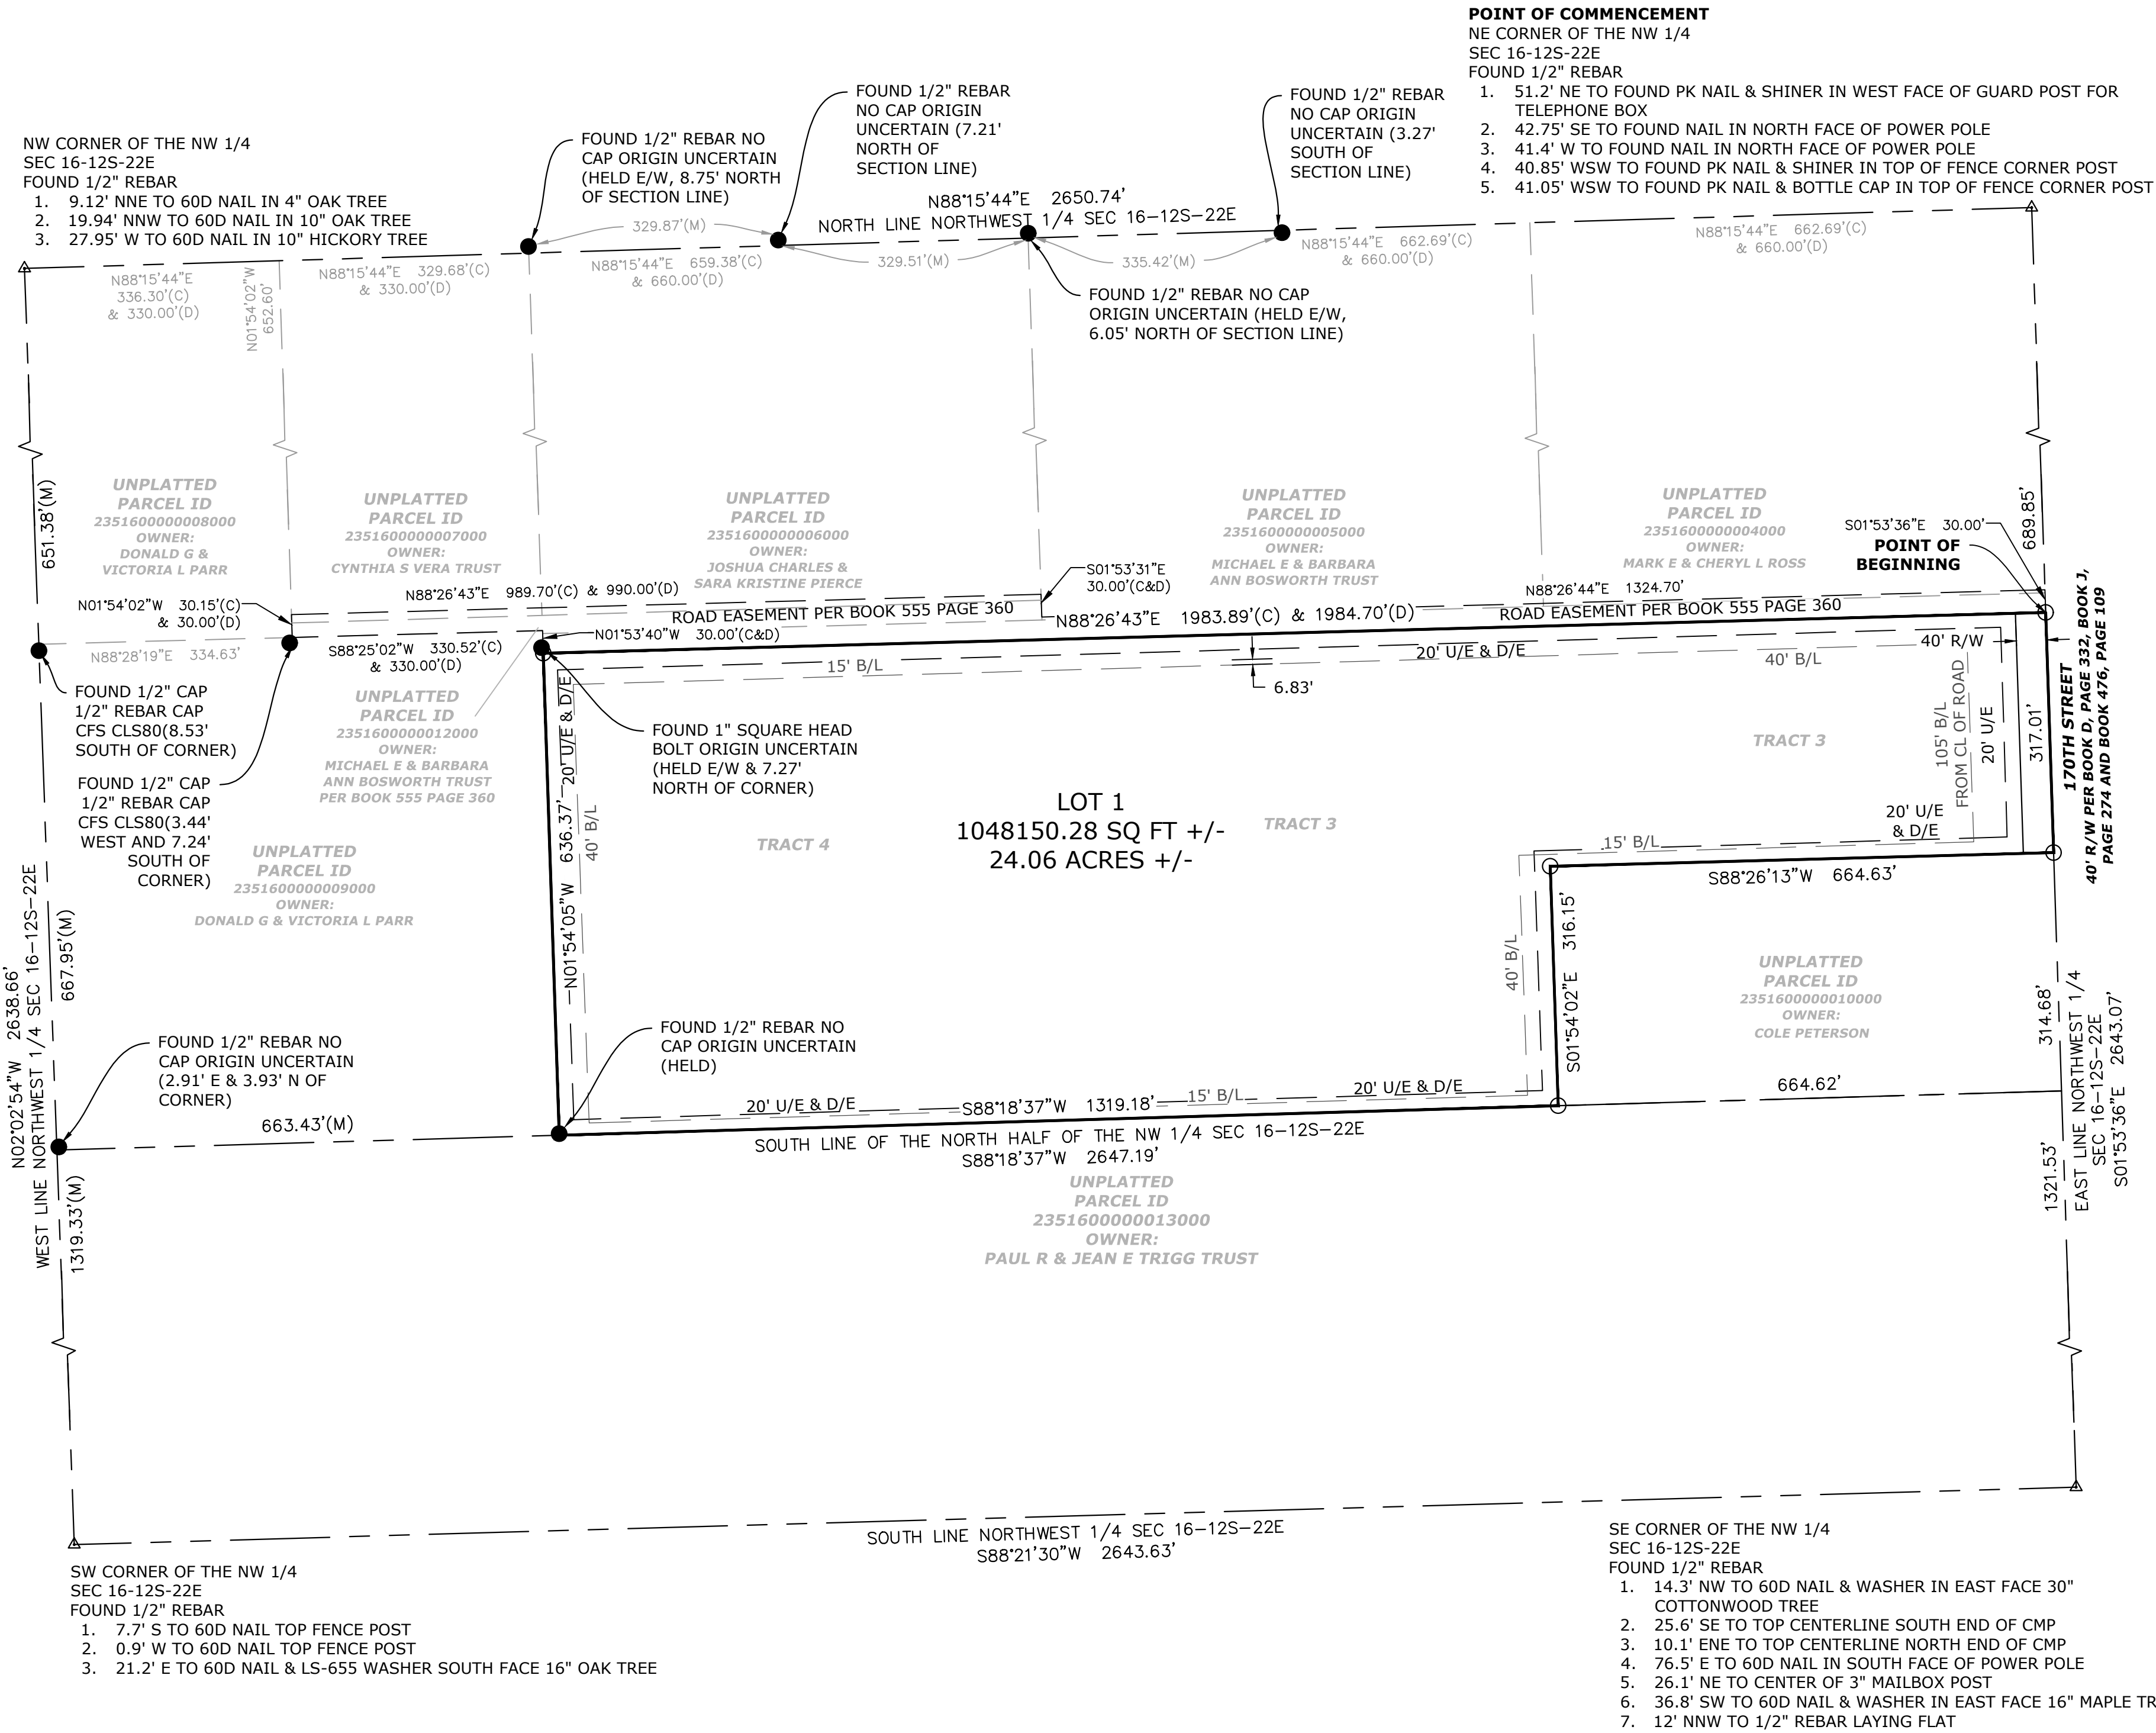 POINT OF COMMENCEMENT
NE CORNER OF THE NW 1/4
SEC 16-12S-22E
FOUND 1/2" REBAR
1. 51.2' NE TO FOUND PK NAIL & SHINER IN WEST FACE OF GUARD POST FOR
TELEPHONE BOX
2. 42.75' SE TO FOUND NAIL IN NORTH FACE OF POWER POLE
3. 41.4' W TO FOUND NAIL IN NORTH FACE OF POWER POLE
4. 40.85' WSW TO FOUND PK NAIL & SHINER IN TOP OF FENCE CORNER POST
5. 41.05' WSW TO FOUND PK NAIL & BOTTLE CAP IN TOP OF FENCE CORNER POST
NW CORNER OF THE NW 1/4
SEC 16-12S-22E
FOUND 1/2" REBAR
1. 9.12' NNE TO 60D NAIL IN 4" OAK TREE
2. 19.94' NNW TO 60D NAIL IN 10" OAK TREE
3. 27.95' W TO 60D NAIL IN 10" HICKORY TREE
FOUND 1/2" REBAR NO
CAP ORIGIN UNCERTAIN
(HELD E/W, 8.75' NORTH
OF SECTION LINE)
FOUND 1/2" REBAR
NO CAP ORIGIN
UNCERTAIN (7.21'
NORTH OF
SECTION LINE)
FOUND 1/2" REBAR
NO CAP ORIGIN
UNCERTAIN (3.27'
SOUTH OF
SECTION LINE)
N88°15'44"E 2650.74'
NORTH LINE NORTHWEST 1/4 SEC 16-12S-22E
329.87'(M)
329.51'(M)
335.42'(M)
N88°15'44"E
336.30'(C)
& 330.00'(D)
N01°54'02"W
652.60'
N88°15'44"E 329.68'(C)
& 330.00'(D)
N88°15'44"E 659.38'(C)
& 660.00'(D)
N88°15'44"E 662.69'(C)
& 660.00'(D)
N88°15'44"E 662.69'(C)
& 660.00'(D)
FOUND 1/2" REBAR NO CAP
ORIGIN UNCERTAIN (HELD E/W,
6.05' NORTH OF SECTION LINE)
651.38'(M)
UNPLATTED
PARCEL ID
2351600000008000
OWNER:
DONALD G &
VICTORIA L PARR
UNPLATTED
PARCEL ID
2351600000007000
OWNER:
CYNTHIA S VERA TRUST
UNPLATTED
PARCEL ID
2351600000006000
OWNER:
JOSHUA CHARLES &
SARA KRISTINE PIERCE
UNPLATTED
PARCEL ID
2351600000005000
OWNER:
MICHAEL E & BARBARA
ANN BOSWORTH TRUST
UNPLATTED
PARCEL ID
2351600000004000
OWNER:
MARK E & CHERYL L ROSS
S01°53'36"E 30.00'
POINT OF
BEGINNING
689.85'
S01°53'31"E
30.00'(C&D)
N01°54'02"W 30.15'(C)
& 30.00'(D)
N88°26'43"E 989.70'(C) & 990.00'(D)
ROAD EASEMENT PER BOOK 555 PAGE 360
N88°26'43"E 1983.89'(C) & 1984.70'(D)
N88°26'44"E 1324.70'
ROAD EASEMENT PER BOOK 555 PAGE 360
N88°28'19"E 334.63'
S88°25'02"W 330.52'(C)
& 330.00'(D)
N01°53'40"W 30.00'(C&D)
15' B/L
20' U/E & D/E
40' B/L
6.83'
40' R/W
170TH STREET
40' R/W PER BOOK D, PAGE 332, BOOK J,
PAGE 274 AND BOOK 476, PAGE 109
FOUND 1/2" CAP
1/2" REBAR CAP
CFS CLS80(8.53'
SOUTH OF CORNER)
FOUND 1/2" CAP
1/2" REBAR CAP
CFS CLS80(3.44'
WEST AND 7.24'
SOUTH OF
CORNER)
UNPLATTED
PARCEL ID
2351600000012000
OWNER:
MICHAEL E & BARBARA
ANN BOSWORTH TRUST
PER BOOK 555 PAGE 360
FOUND 1" SQUARE HEAD
BOLT ORIGIN UNCERTAIN
(HELD E/W & 7.27'
NORTH OF CORNER)
N01°54'05"W 636.37'
20' U/E & D/E
40' B/L
TRACT 4
LOT 1
1048150.28 SQ FT +/-
24.06 ACRES +/-
TRACT 3
TRACT 3
105' B/L
FROM CL OF ROAD
20' U/E
317.01'
20' U/E
& D/E
15' B/L
S88°26'13"W 664.63'
UNPLATTED
PARCEL ID
2351600000009000
OWNER:
DONALD G & VICTORIA L PARR
N02°02'54"W 2638.66'
WEST LINE NORTHWEST 1/4 SEC 16-12S-22E
667.95'(M)
1319.33'(M)
40' B/L
S01°54'02"E 316.15'
UNPLATTED
PARCEL ID
2351600000010000
OWNER:
COLE PETERSON
314.68'
1321.53'
EAST LINE NORTHWEST 1/4
SEC 16-12S-22E
S01°53'36"E 2643.07'
FOUND 1/2" REBAR NO
CAP ORIGIN UNCERTAIN
(2.91' E & 3.93' N OF
CORNER)
FOUND 1/2" REBAR NO
CAP ORIGIN UNCERTAIN
(HELD)
663.43'(M)
20' U/E & D/E
S88°18'37"W 1319.18'
15' B/L
20' U/E & D/E
664.62'
SOUTH LINE OF THE NORTH HALF OF THE NW 1/4 SEC 16-12S-22E
S88°18'37"W 2647.19'
UNPLATTED
PARCEL ID
2351600000013000
OWNER:
PAUL R & JEAN E TRIGG TRUST
SOUTH LINE NORTHWEST 1/4 SEC 16-12S-22E
S88°21'30"W 2643.63'
SW CORNER OF THE NW 1/4
SEC 16-12S-22E
FOUND 1/2" REBAR
1. 7.7' S TO 60D NAIL TOP FENCE POST
2. 0.9' W TO 60D NAIL TOP FENCE POST
3. 21.2' E TO 60D NAIL & LS-655 WASHER SOUTH FACE 16" OAK TREE
SE CORNER OF THE NW 1/4
SEC 16-12S-22E
FOUND 1/2" REBAR
1. 14.3' NW TO 60D NAIL & WASHER IN EAST FACE 30"
COTTONWOOD TREE
2. 25.6' SE TO TOP CENTERLINE SOUTH END OF CMP
3. 10.1' ENE TO TOP CENTERLINE NORTH END OF CMP
4. 76.5' E TO 60D NAIL IN SOUTH FACE OF POWER POLE
5. 26.1' NE TO CENTER OF 3" MAILBOX POST
6. 36.8' SW TO 60D NAIL & WASHER IN EAST FACE 16" MAPLE TR
7. 12' NNW TO 1/2" REBAR LAYING FLAT